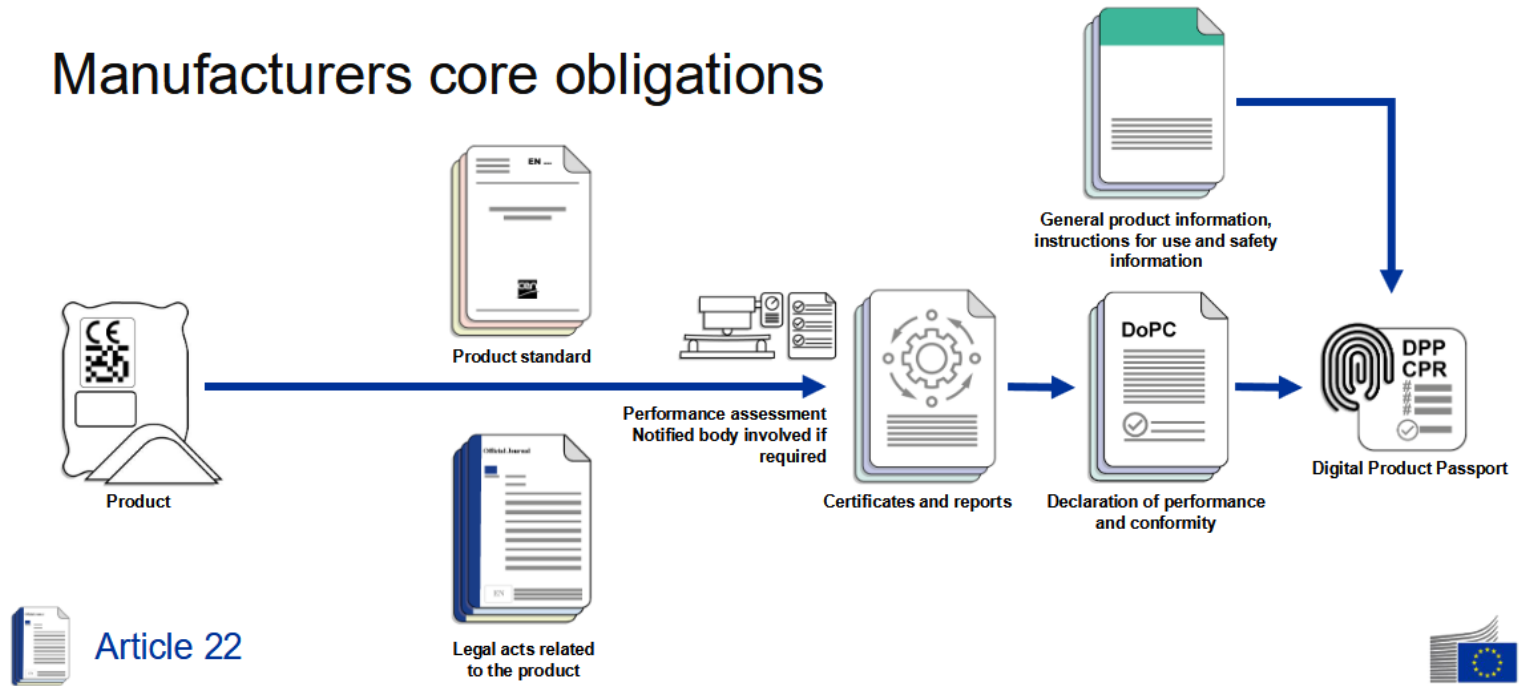 Manufacturers core obligations
EN ...
cen
Product standard
General product information,
instructions for use and safety
information
CE
Product
Performance assessment
Notified body involved if
required
Certificates and reports
DoPC
Declaration of performance
and conformity
DPP
CPR
#
#
#
Digital Product Passport
Official Journal
EN
Legal acts related
to the product
Article 22